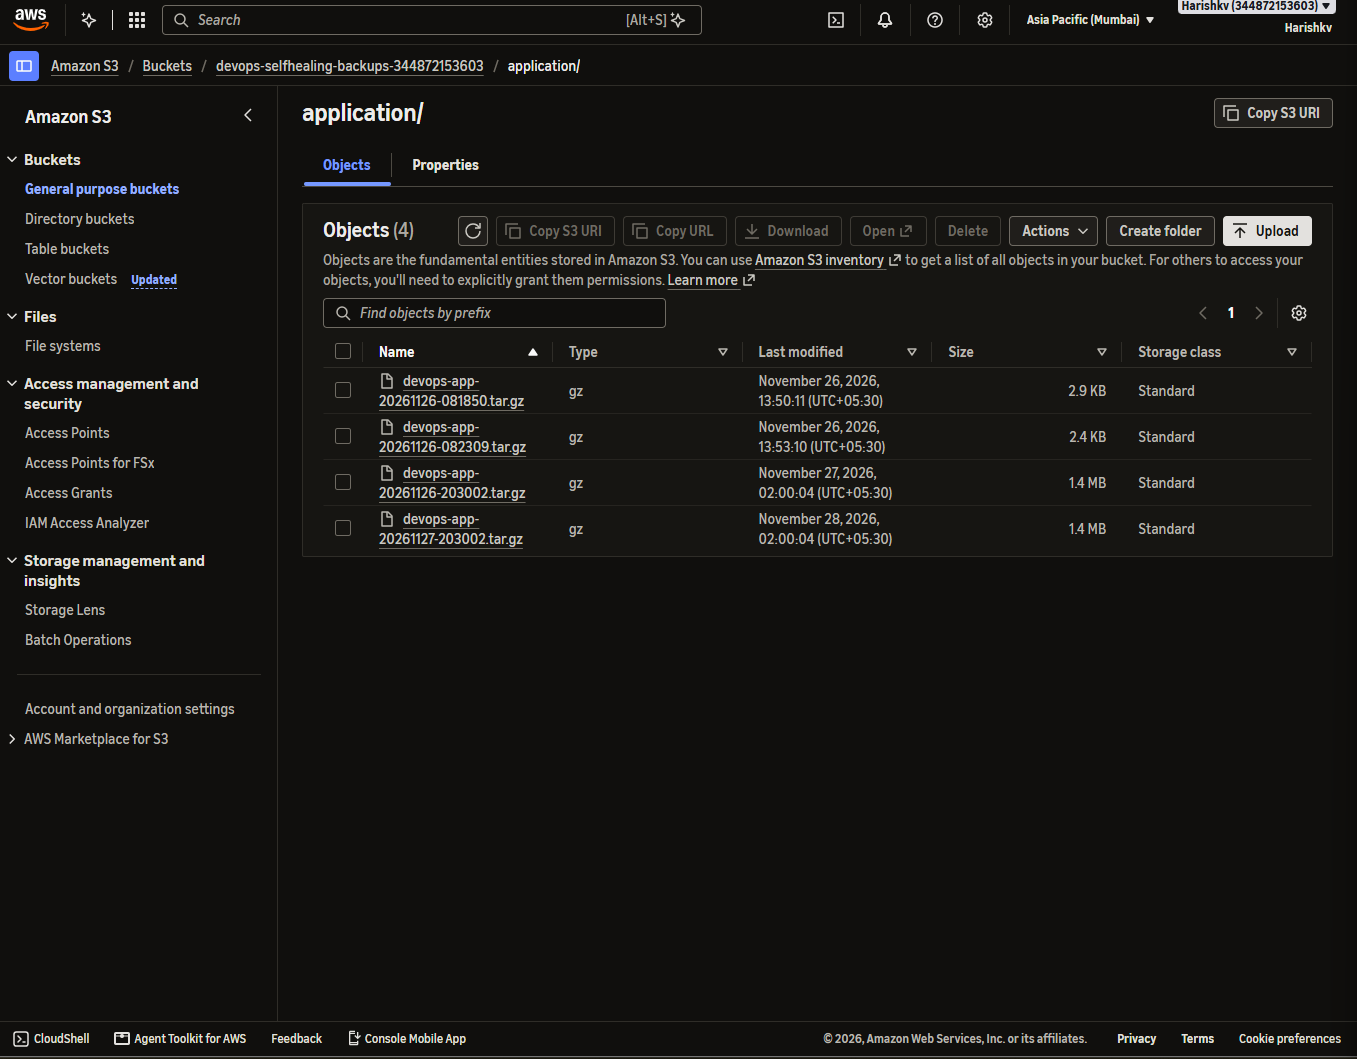 aws
Search
[Alt+S]
Asia Pacific (Mumbai)
Harishkv (344872153603)
Harishkv
Amazon S3 / Buckets / devops-selfhealing-backups-344872153603 / application/
Amazon S3
Buckets
General purpose buckets
Directory buckets
Table buckets
Vector buckets Updated
Files
File systems
Access management and
security
Access Points
Access Points for FSx
Access Grants
IAM Access Analyzer
Storage management and
insights
Storage Lens
Batch Operations
Account and organization settings
AWS Marketplace for S3
application/
Copy S3 URI
Objects Properties
Objects (4) Copy S3 URI Copy URL Download Open Delete Actions Create folder Upload
Objects are the fundamental entities stored in Amazon S3. You can use Amazon S3 inventory to get a list of all objects in your bucket. For others to access your
objects, you'll need to explicitly grant them permissions. Learn more
Find objects by prefix
1
Name Type Last modified Size Storage class
devops-app-
20261126-081850.tar.gz
gz
November 26, 2026,
13:50:11 (UTC+05:30)
2.9 KB
Standard
devops-app-
20261126-082309.tar.gz
gz
November 26, 2026,
13:53:10 (UTC+05:30)
2.4 KB
Standard
devops-app-
20261126-203002.tar.gz
gz
November 27, 2026,
02:00:04 (UTC+05:30)
1.4 MB
Standard
devops-app-
20261127-203002.tar.gz
gz
November 28, 2026,
02:00:04 (UTC+05:30)
1.4 MB
Standard
CloudShell Agent Toolkit for AWS Feedback Console Mobile App © 2026, Amazon Web Services, Inc. or its affiliates. Privacy Terms Cookie preferences